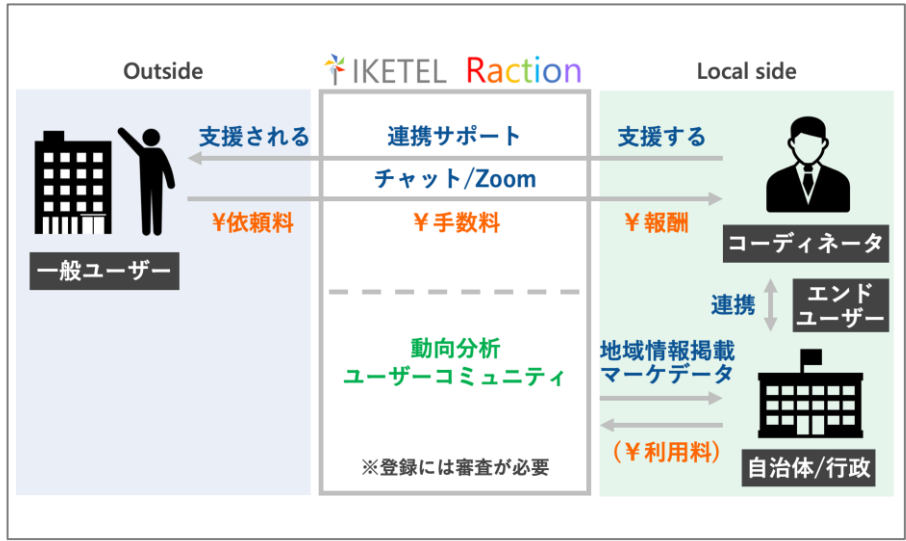 Outside
IKETEL Raction
Local side
支援される
連携サポート
支援する
チャット/Zoom
¥依頼料
¥手数料
¥報酬
一般ユーザー
コーディネータ
連携
エンド
ユーザー
動向分析
ユーザーコミュニティ
地域情報掲載
マーケデータ
(¥利用料)
※登録には審査が必要
自治体/行政